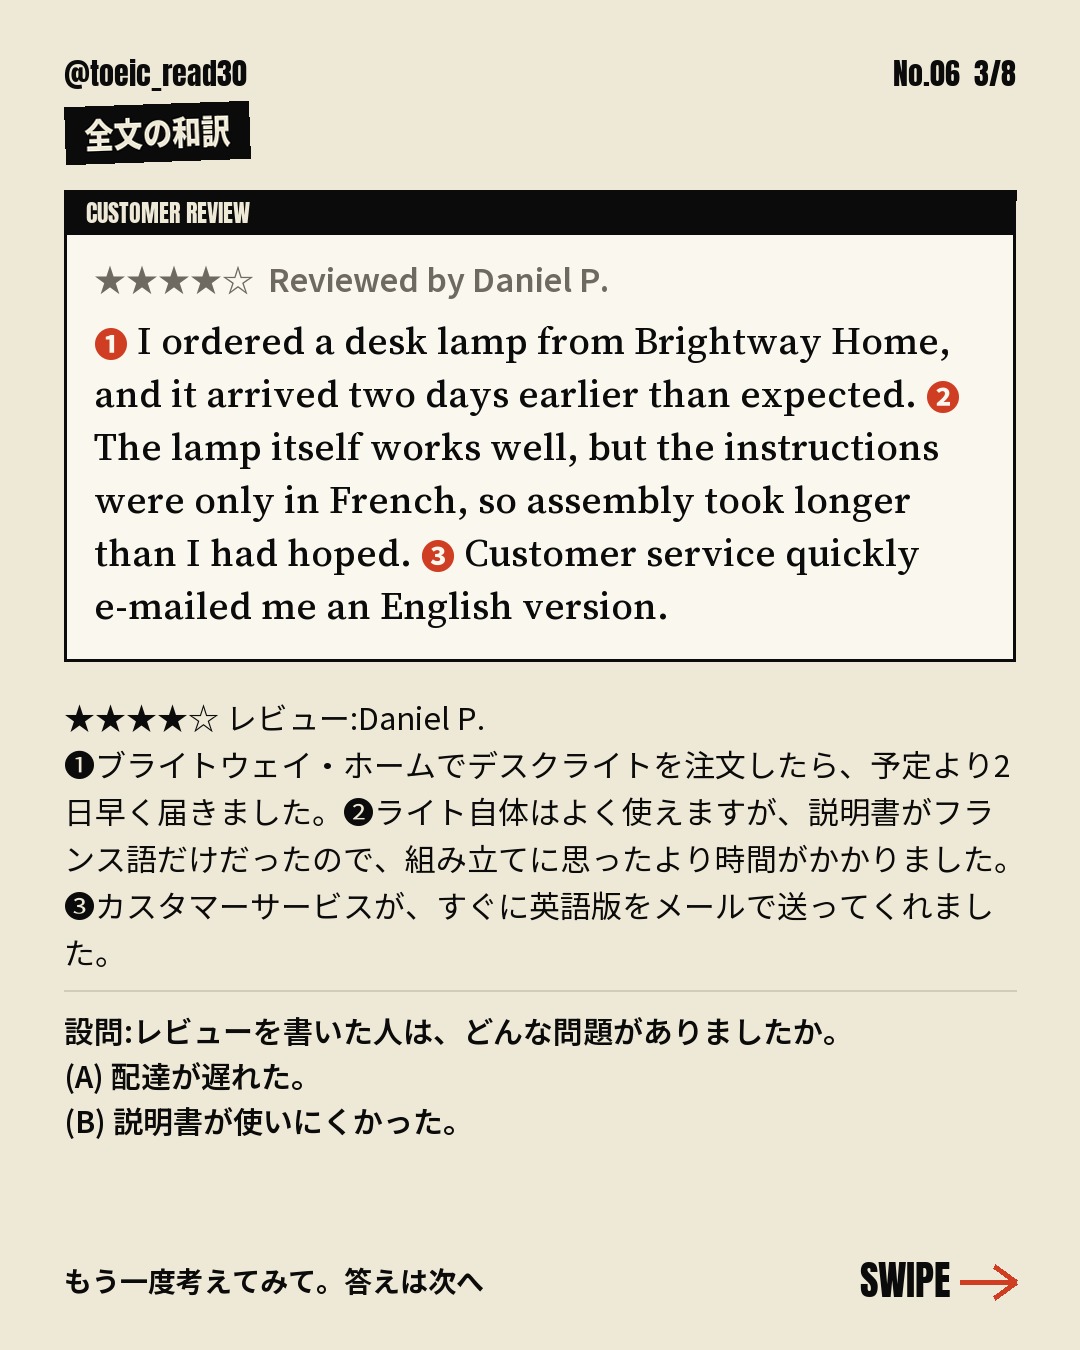 @toeic_read30
No.06 3/8
全文の和訳
CUSTOMER REVIEW
★★★★☆ Reviewed by Daniel P.
❶ I ordered a desk lamp from Brightway Home,
and it arrived two days earlier than expected. ❷
The lamp itself works well, but the instructions
were only in French, so assembly took longer
than I had hoped. ❸ Customer service quickly
e-mailed me an English version.
★★★★☆ レビュー:Daniel P.
❶ブライトウェイ・ホームでデスクライトを注文したら、予定より2
日早く届きました。❷ライト自体はよく使えますが、説明書がフラ
ンス語だけだったので、組み立てに思ったより時間がかかりました。
❸カスタマーサービスが、すぐに英語版をメールで送ってくれまし
た。
設問:レビューを書いた人は、どんな問題がありましたか。
(A) 配達が遅れた。
(B) 説明書が使いにくかった。
もう一度考えてみて。答えは次へ
SWIPE →